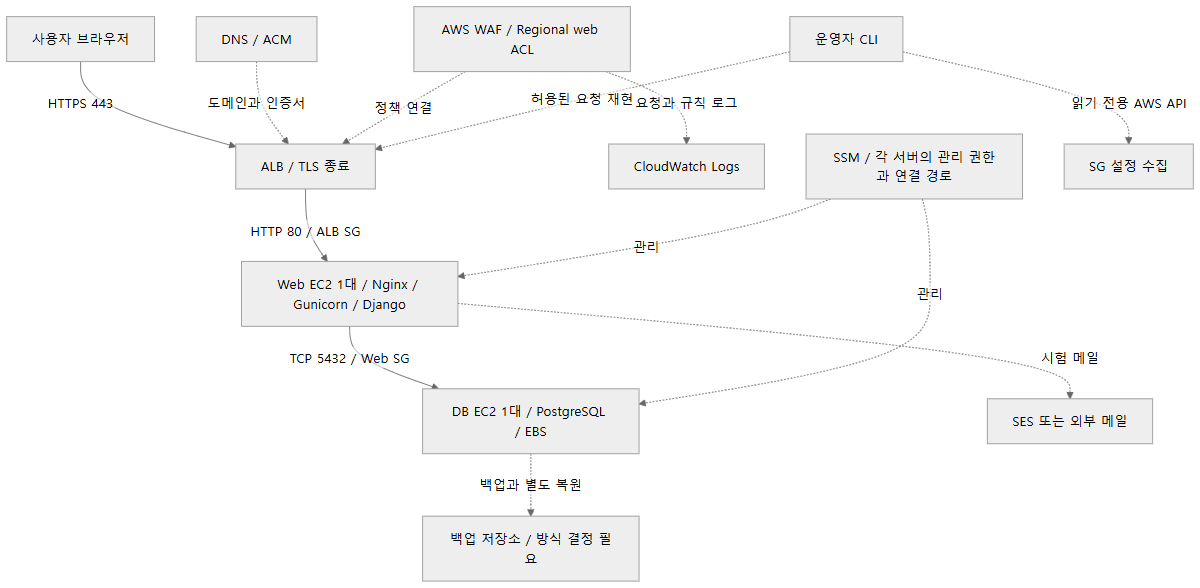 사용자 브라우저
DNS / ACM
AWS WAF / Regional web
ACL
운영자 CLI
HTTPS 443
도메인과 인증서
정책 연결
허용된 요청 재현
요청과 규칙 로그
읽기 전용 AWS API
ALB / TLS 종료
CloudWatch Logs
SSM / 각 서버의 관리 권한
과 연결 경로
SG 설정 수집
HTTP 80 / ALB SG
관리
Web EC2 1대 / Nginx /
Gunicorn / Django
관리
TCP 5432 / Web SG
시험 메일
DB EC2 1대 / PostgreSQL
/ EBS
SES 또는 외부 메일
백업과 별도 복원
백업 저장소 / 방식 결정 필
요